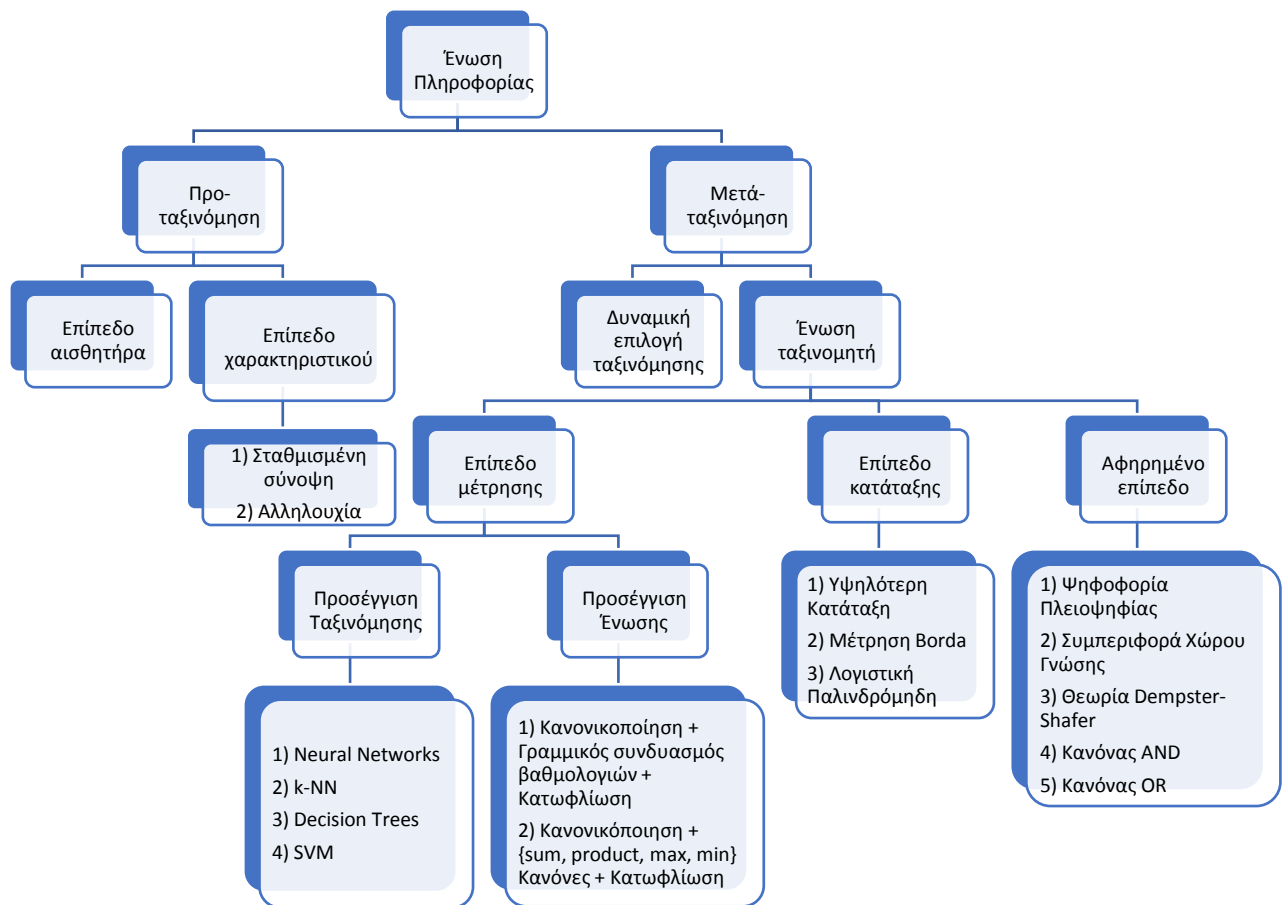 Ένωση
Πληροφορίας
Προ-
ταξινόμηση
Μετά-
ταξινόμηση
Επίπεδο
αισθητήρα
Επίπεδο
χαρακτηριστικού
Δυναμική
επιλογή
ταξινόμησης
Ένωση
ταξινομητή
1) Σταθμισμένη
σύνοψη
2) Αλληλουχία
Επίπεδο
μέτρησης
Επίπεδο
κατάταξης
Αφηρημένο
επίπεδο
Προσέγγιση
Ταξινόμησης
Προσέγγιση
Ένωσης
1) Υψηλότερη
Κατάταξη
2) Μέτρηση Borda
3) Λογιστική
Παλινδρόμηδη
1) Ψηφοφορία
Πλειοψηφίας
2) Συμπεριφορά Χώρου
Γνώσης
3) Θεωρία Dempster-
Shafer
4) Κανόνας AND
5) Κανόνας OR
1) Neural Networks
2) k-NN
3) Decision Trees
4) SVM
1) Κανονικοποίηση +
Γραμμικός συνδυασμός
βαθμολογιών +
Κατωφλίωση
2) Κανονικόποιηση +
{sum, product, max, min}
Κανόνες + Κατωφλίωση